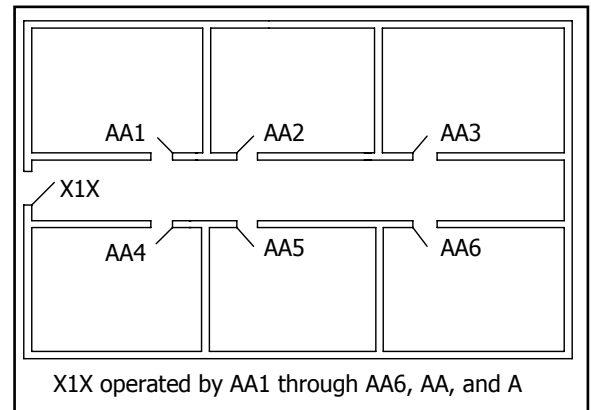 AA1 AA2 AA3
X1X
AA4 AA5 AA6
X1X operated by AA1 through AA6, AA, and A